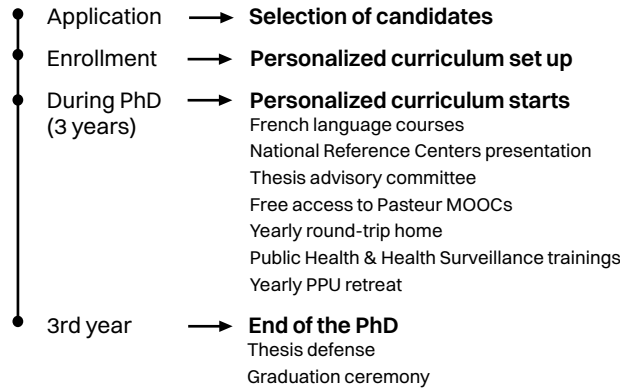 Application → Selection of candidates
Enrollment → Personalized curriculum set up
During PhD → Personalized curriculum starts
(3 years)
French language courses
National Reference Centers presentation
Thesis advisory committee
Free access to Pasteur MOOCs
Yearly round-trip home
Public Health & Health Surveillance trainings
Yearly PPU retreat
3rd year → End of the PhD
Thesis defense
Graduation ceremony